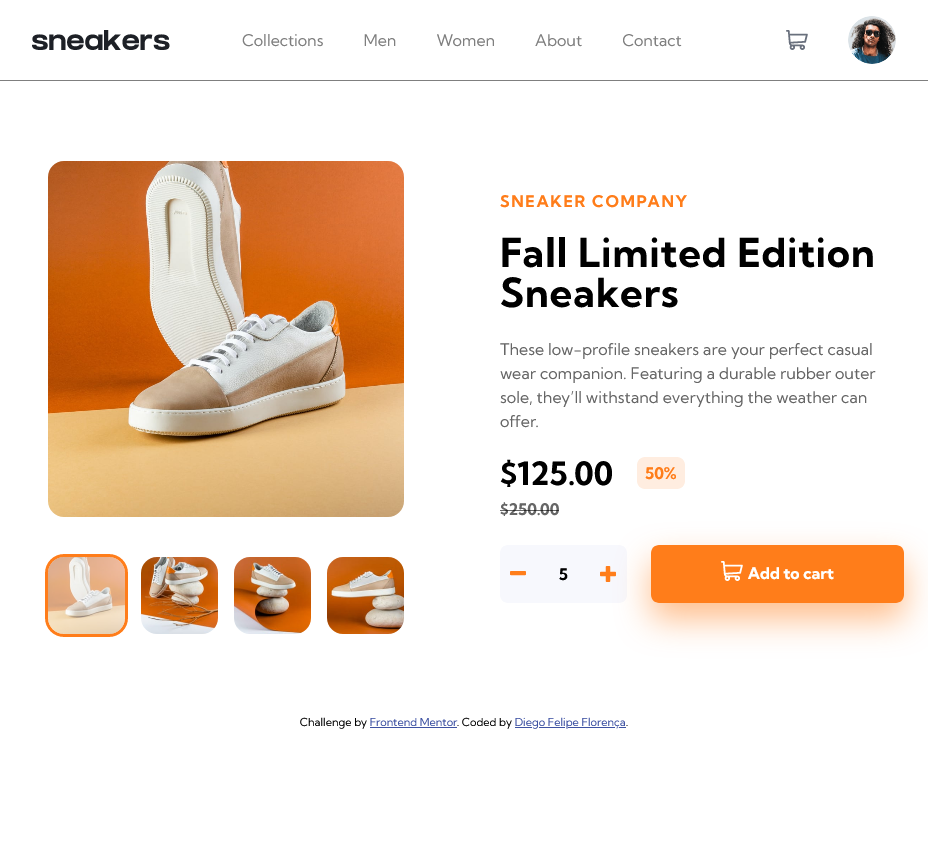 sneakers
Collections Men Women About Contact
SNEAKER COMPANY
Fall Limited Edition
Sneakers
These low-profile sneakers are your perfect casual
wear companion. Featuring a durable rubber outer
sole, they’ll withstand everything the weather can
offer.
$125.00 50%
$250.00
5
Add to cart
Challenge by Frontend Mentor. Coded by Diego Felipe Florença.